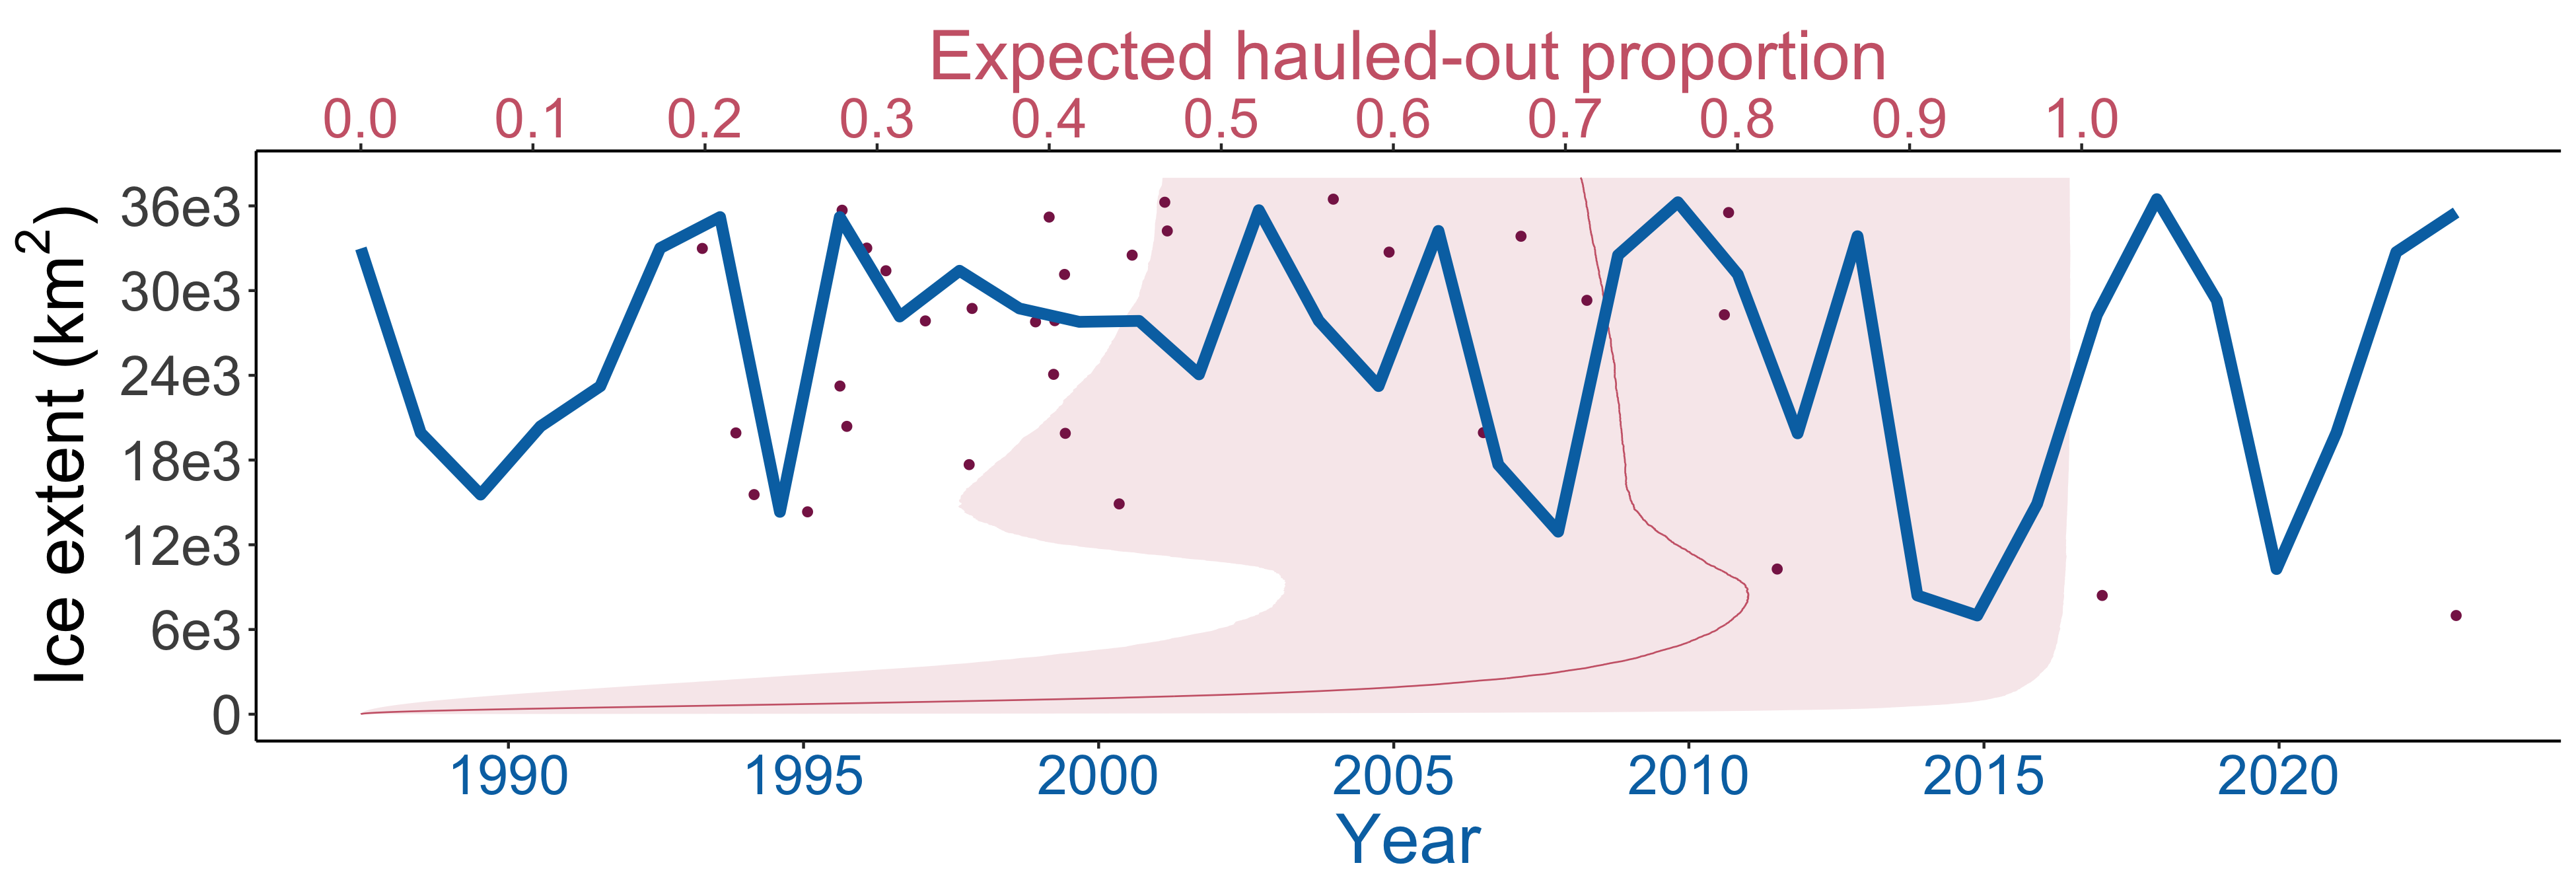 Expected hauled-out proportion
0.0 0.1 0.2 0.3 0.4 0.5 0.6 0.7 0.8 0.9 1.0
Ice extent (km²)
36e3
30e3
24e3
18e3
12e3
6e3
0
1990 1995 2000 2005 2010 2015 2020
Year